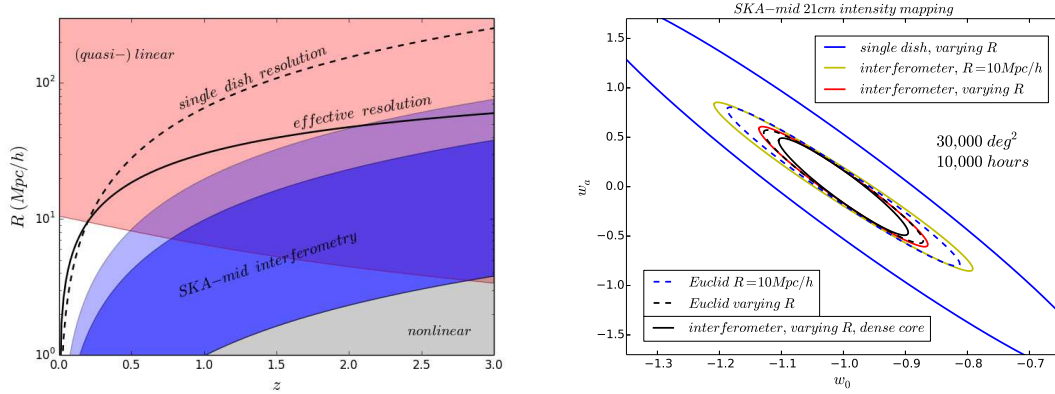 (quasi−) linear
single dish resolution
effective resolution
SKA−mid interferometry
nonlinear
R (Mpc/h)
10²
10¹
10⁰
0.0 0.5 1.0 1.5 2.0 2.5 3.0
z
SKA−mid 21cm intensity mapping
single dish, varying R
interferometer, R=10Mpc/h
interferometer, varying R
30,000 deg²
10,000 hours
Euclid R=10Mpc/h
Euclid varying R
interferometer, varying R, dense core
wₐ
1.5
1.0
0.5
0.0
−0.5
−1.0
−1.5
−1.3 −1.2 −1.1 −1.0 −0.9 −0.8 −0.7
w₀